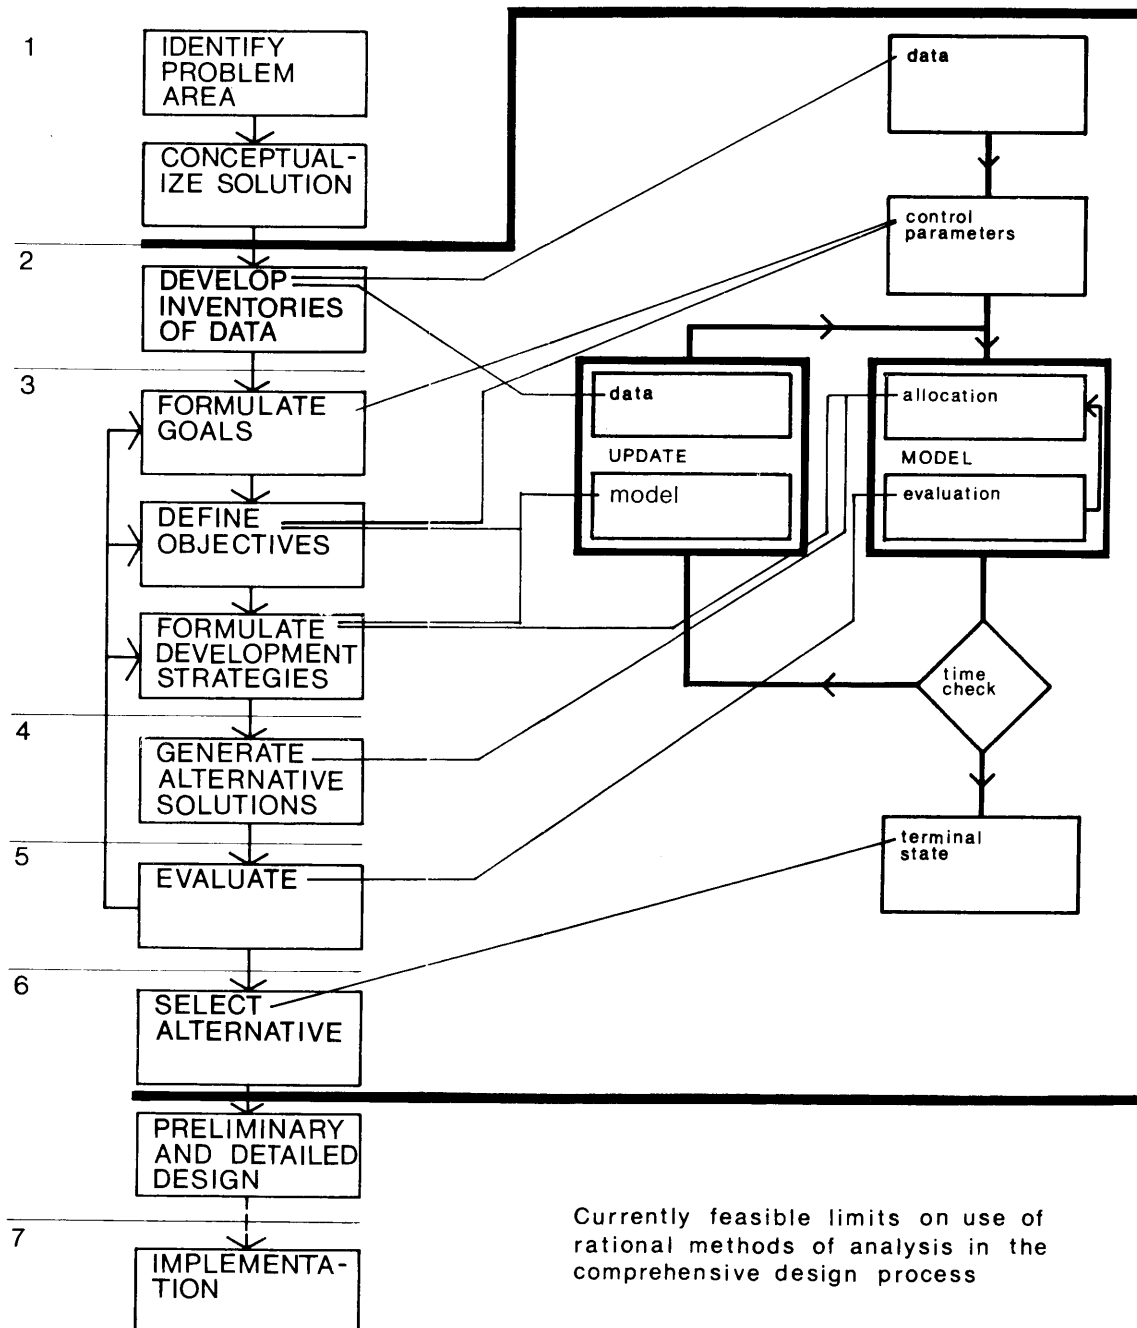 1
IDENTIFY
PROBLEM
AREA
CONCEPTUAL-
IZE SOLUTION
2
DEVELOP
INVENTORIES
OF DATA
3
FORMULATE
GOALS
DEFINE
OBJECTIVES
FORMULATE
DEVELOPMENT
STRATEGIES
4
GENERATE
ALTERNATIVE
SOLUTIONS
5
EVALUATE
6
SELECT
ALTERNATIVE
PRELIMINARY
AND DETAILED
DESIGN
7
IMPLEMENTA-
TION
data
control
parameters
data
UPDATE
model
allocation
MODEL
evaluation
time
check
terminal
state
Currently feasible limits on use of
rational methods of analysis in the
comprehensive design process